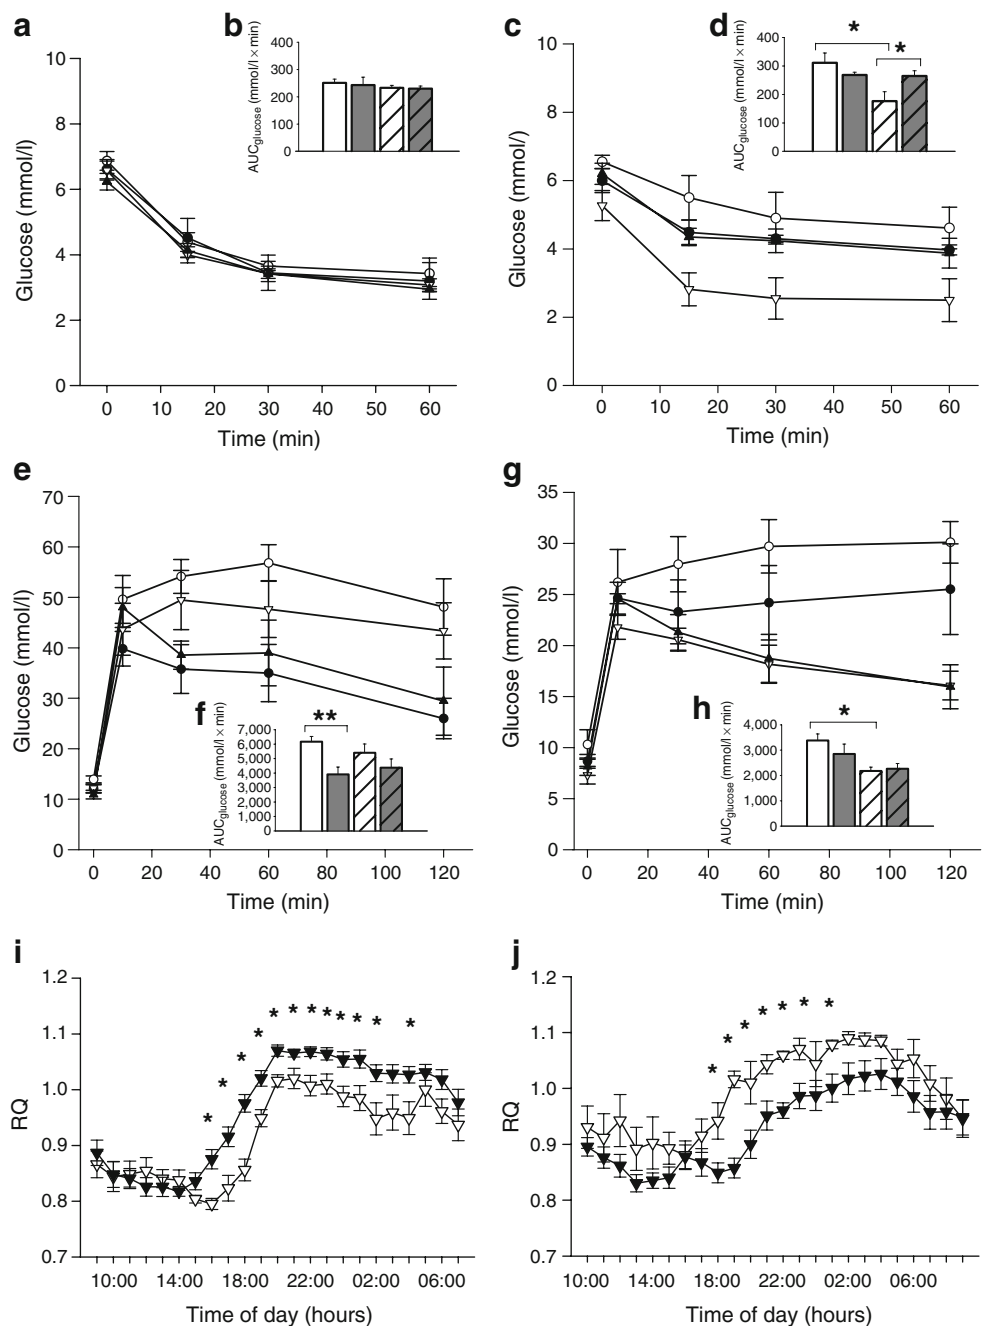 a
10
8
6
4
2
0
Glucose (mmol/l)
0 10 20 30 40 50 60
Time (min)
b
400
300
200
100
0
AUCglucose (mmol/l × min)
c
10
8
6
4
2
0
Glucose (mmol/)
0 10 20 30 40 50 60
Time (min)
d
* *
400
300
200
100
0
AUCglucose (mmol/l × min)
e
70
60
50
40
30
20
10
0
Glucose (mmol/l)
0 20 40 60 80 100 120
Time (min)
f
**
7,000
6,000
5,000
4,000
3,000
2,000
1,000
0
AUCglucose (mmol/l × min)
g
35
30
25
20
15
10
5
0
Glucose (mmol/l)
0 20 40 60 80 100 120
Time (min)
h
*
4,000
3,000
2,000
1,000
0
AUCglucose (mmol/l × min)
i
1.2
1.1
1.0
0.9
0.8
0.7
RQ
* * * * * * * * * * * *
10:00 14:00 18:00 22:00 02:00 06:00
Time of day (hours)
j
1.2
1.1
1.0
0.9
0.8
0.7
RQ
* * * * * * *
10:00 14:00 18:00 22:00 02:00 06:00
Time of day (hours)